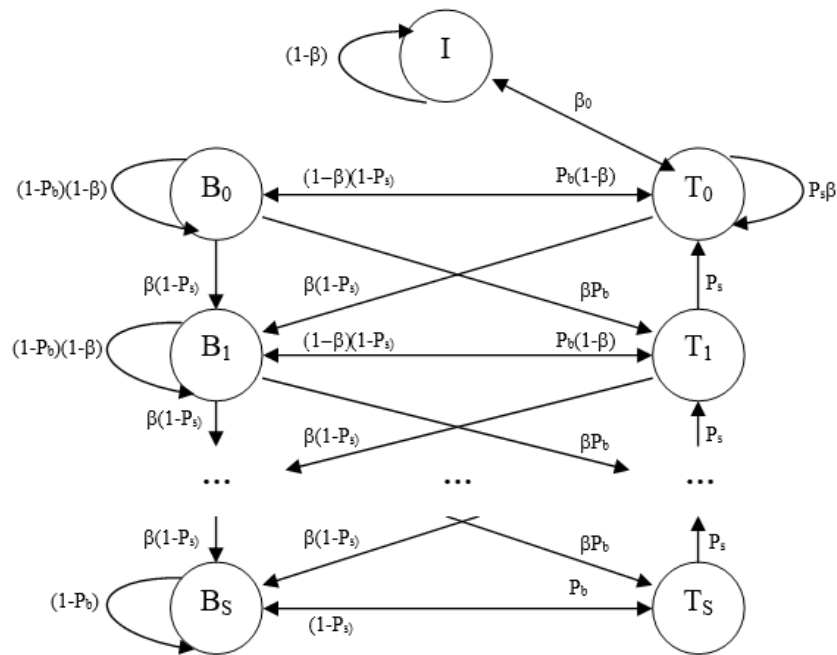 I
(1-β)
β₀
B₀
T₀
(1-Pb)(1-β)
(1–β)(1-Ps)
Pb(1-β)
Psβ
β(1-Ps)
β(1-Ps)
βPb
Ps
B₁
T₁
(1-Pb)(1-β)
(1–β)(1-Ps)
Pb(1-β)
β(1-Ps)
β(1-Ps)
βPb
Ps
... ... ...
β(1-Ps)
β(1-Ps)
βPb
Ps
Bs
Ts
(1-Pb)
Pb
(1-Ps)